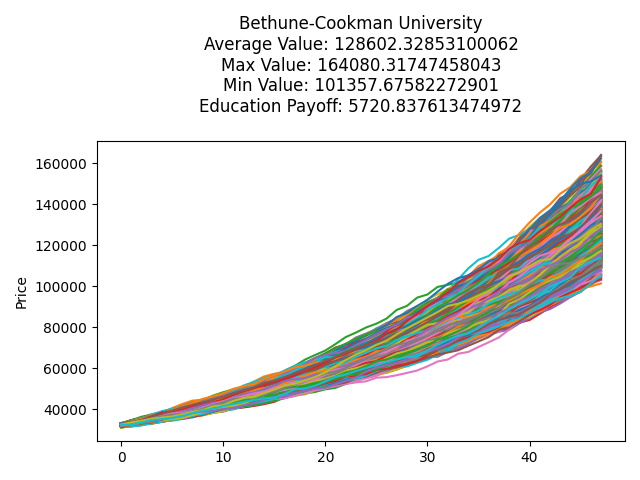 Bethune-Cookman University
Average Value: 128602.32853100062
Max Value: 164080.31747458043
Min Value: 101357.67582272901
Education Payoff: 5720.837613474972
160000
140000
120000
100000
80000
60000
40000
Price
0 10 20 30 40